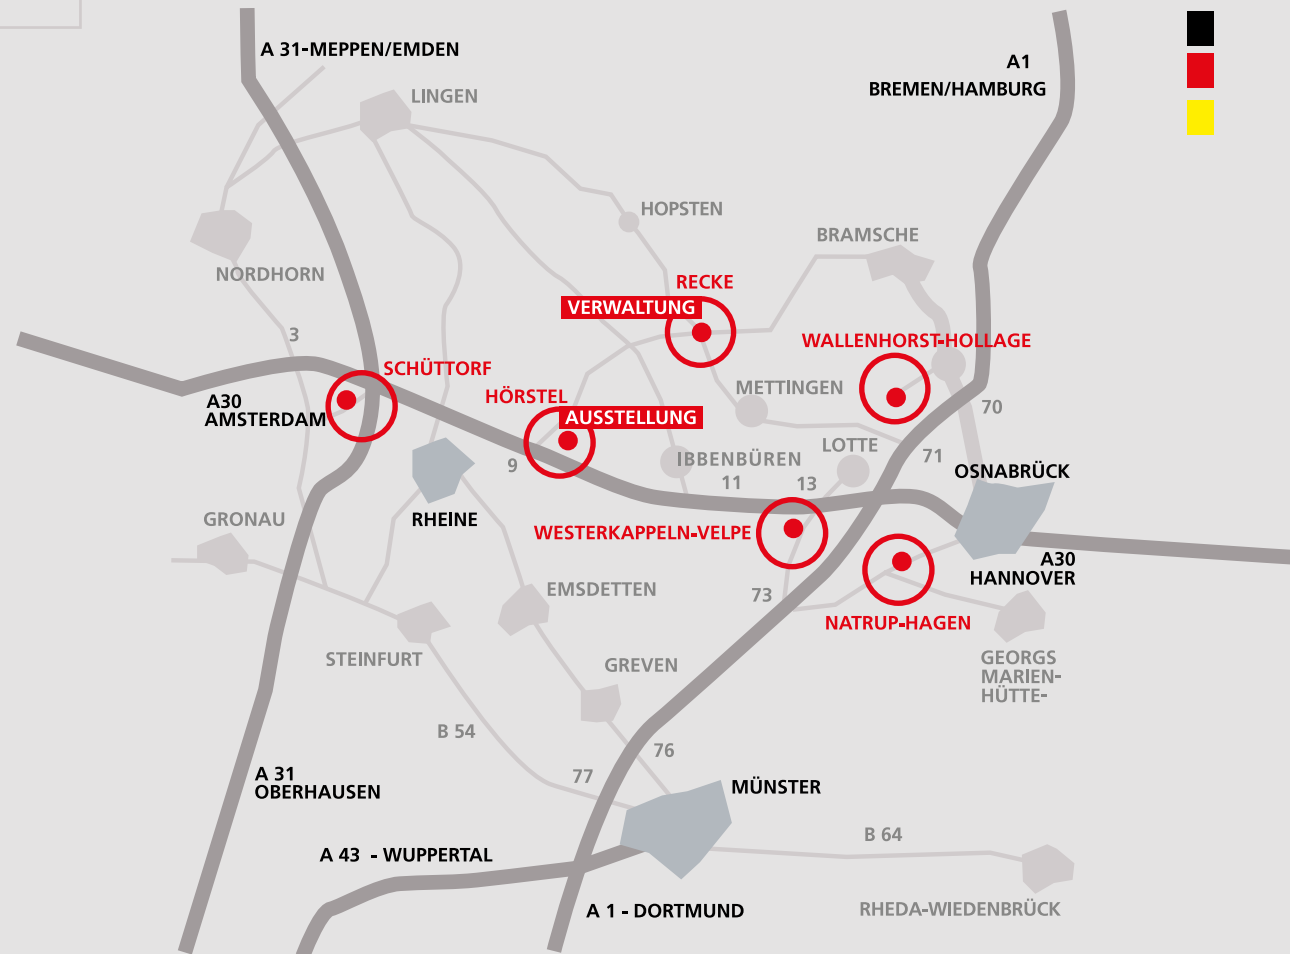 A 31-MEPPEN/EMDEN
A1
BREMEN/HAMBURG
LINGEN
HOPSTEN
BRAMSCHE
NORDHORN
RECKE
VERWALTUNG
3
WALLENHORST-HOLLAGE
SCHÜTTORF
METTINGEN
HÖRSTEL
A30
AMSTERDAM
AUSSTELLUNG
70
LOTTE
71
IBBENBÜREN
9
11
13
OSNABRÜCK
GRONAU
RHEINE
WESTERKAPPELN-VELPE
A30
HANNOVER
EMSDETTEN
73
NATRUP-HAGEN
STEINFURT
GREVEN
GEORGS
MARIEN-
HÜTTE-
B 54
76
77
A 31
OBERHAUSEN
MÜNSTER
B 64
A 43 - WUPPERTAL
A 1 - DORTMUND
RHEDA-WIEDENBRÜCK